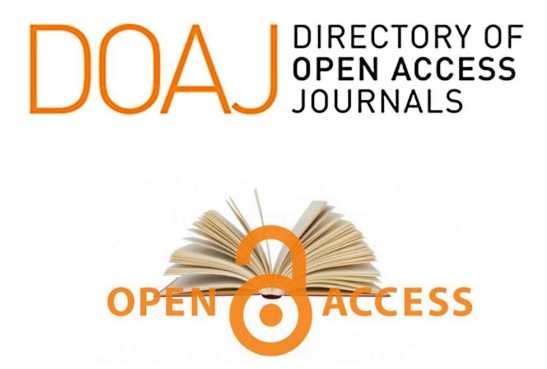 DOAJ
DIRECTORY OF
OPEN ACCESS
JOURNALS
OPEN ACCESS